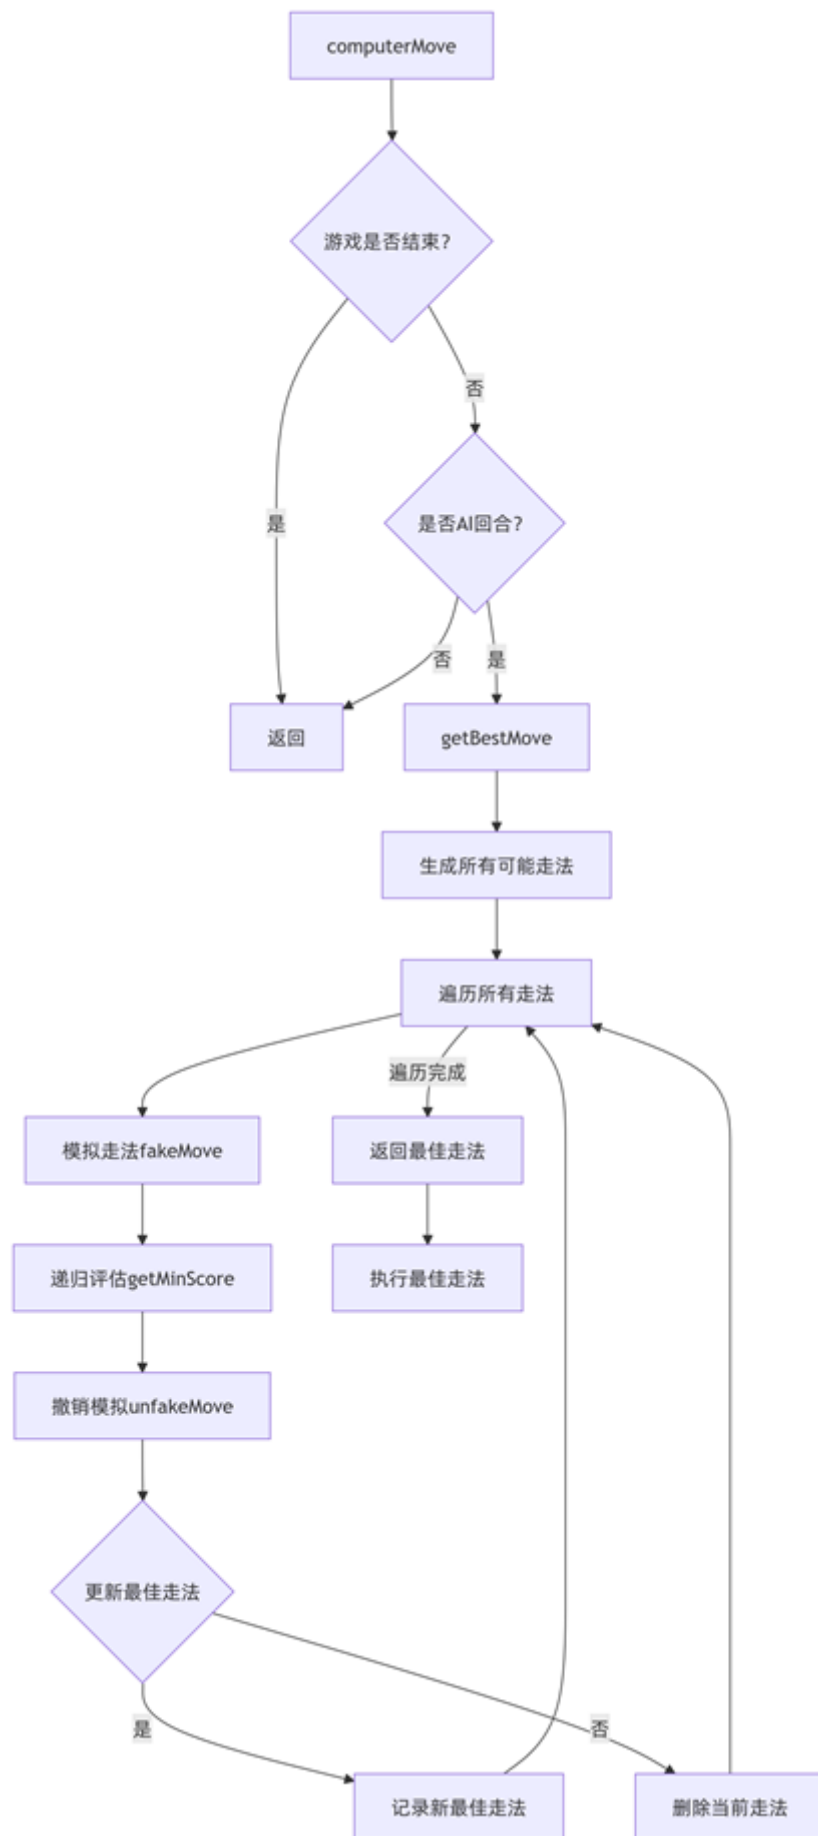 computerMove
游戏是否结束?
否
是
是否AI回合?
否
是
返回
getBestMove
生成所有可能走法
遍历所有走法
遍历完成
模拟走法fakeMove
返回最佳走法
递归评估getMinScore
执行最佳走法
撤销模拟unfakeMove
更新最佳走法
是
否
记录新最佳走法
删除当前走法